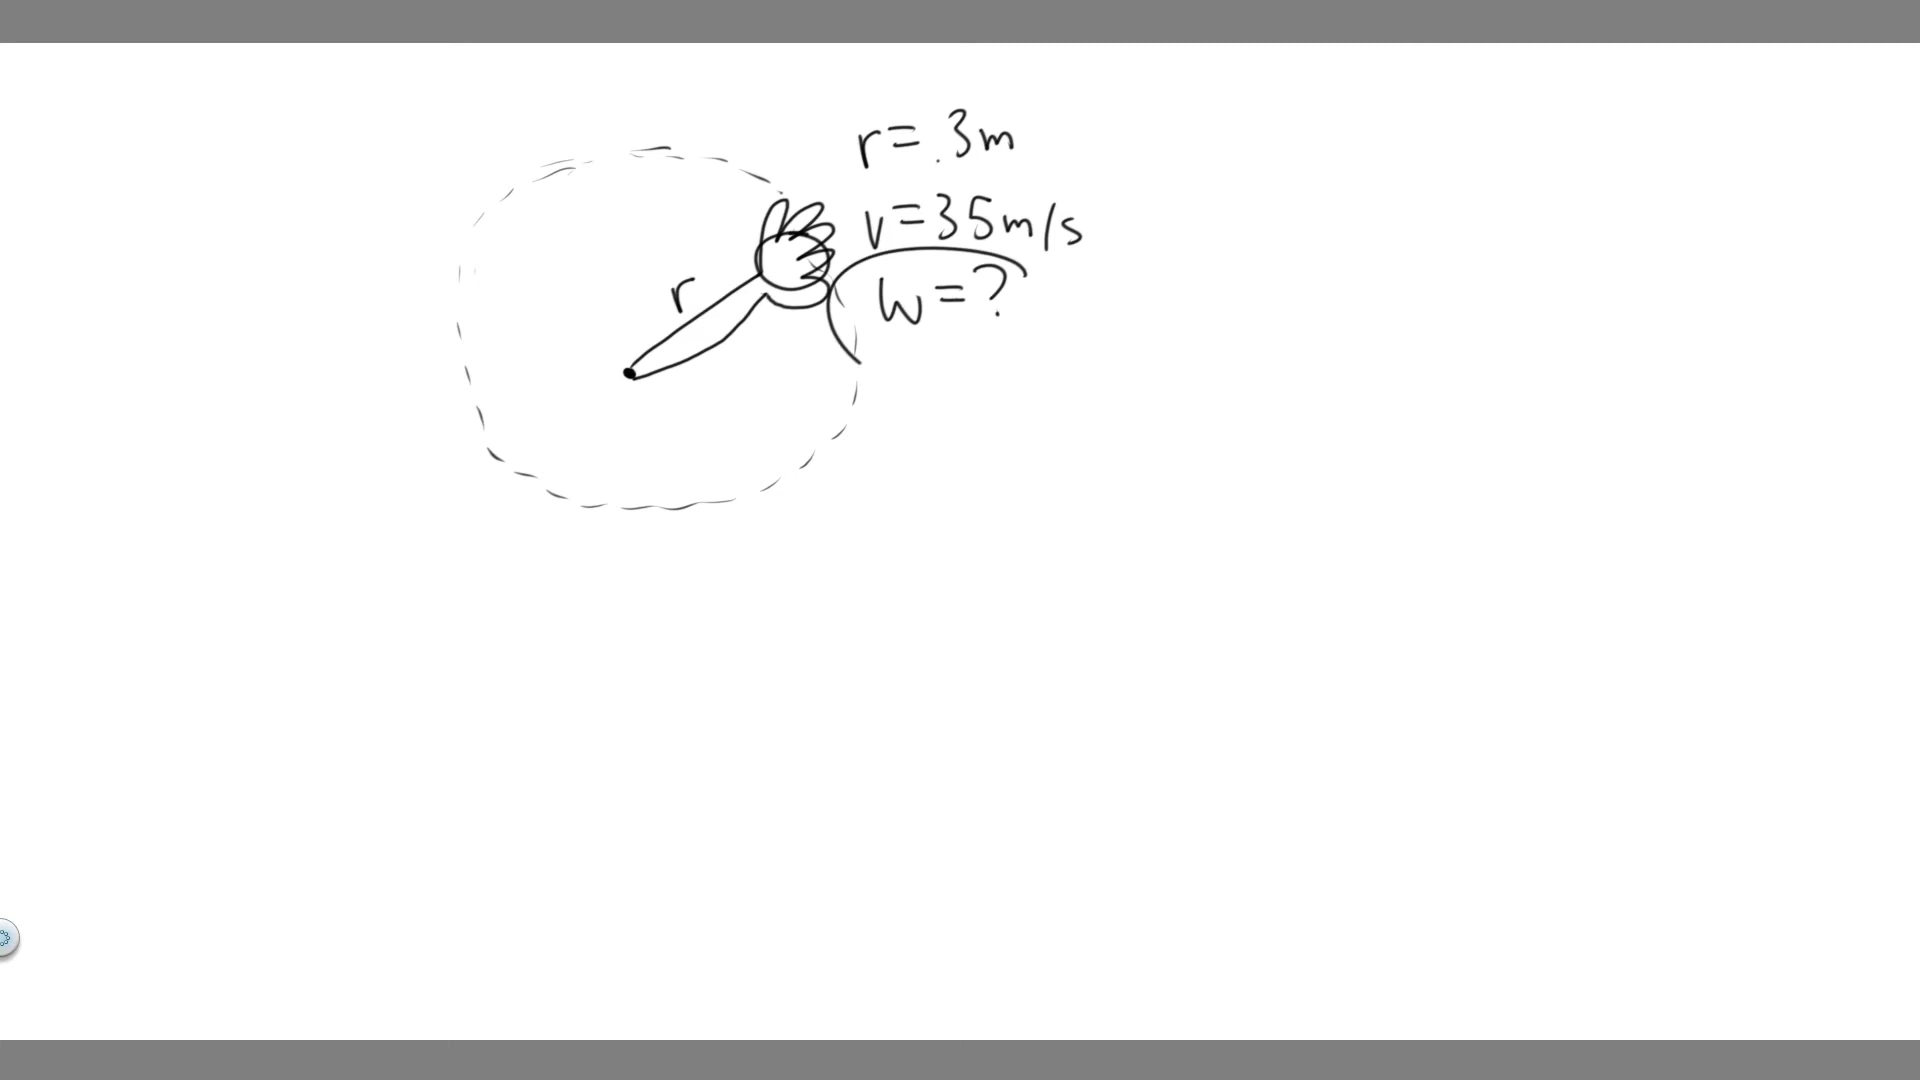 r = .3m
v = 35m/s
r
w = ?